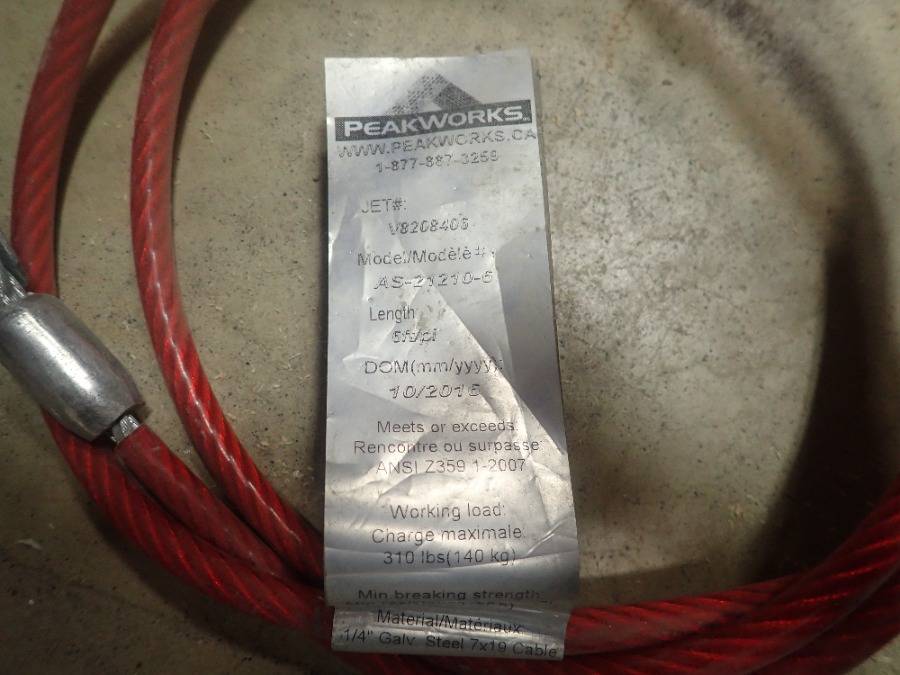 PEAKWORKS
WWW.PEAKWORKS.CA
1-877-887-3259
JET#:
V8208406
Model/Modèle #:
AS-21210-6
Length
6ft/pi
DOM(mm/yyyy):
10/2016
Meets or exceeds:
Rencontre ou surpasse:
ANSI Z359.1-2007
Working load:
Charge maximale:
310 lbs(140 kg)
Min.breaking strength:
Material/Matériaux:
1/4" Galv. Steel 7x19 Cable